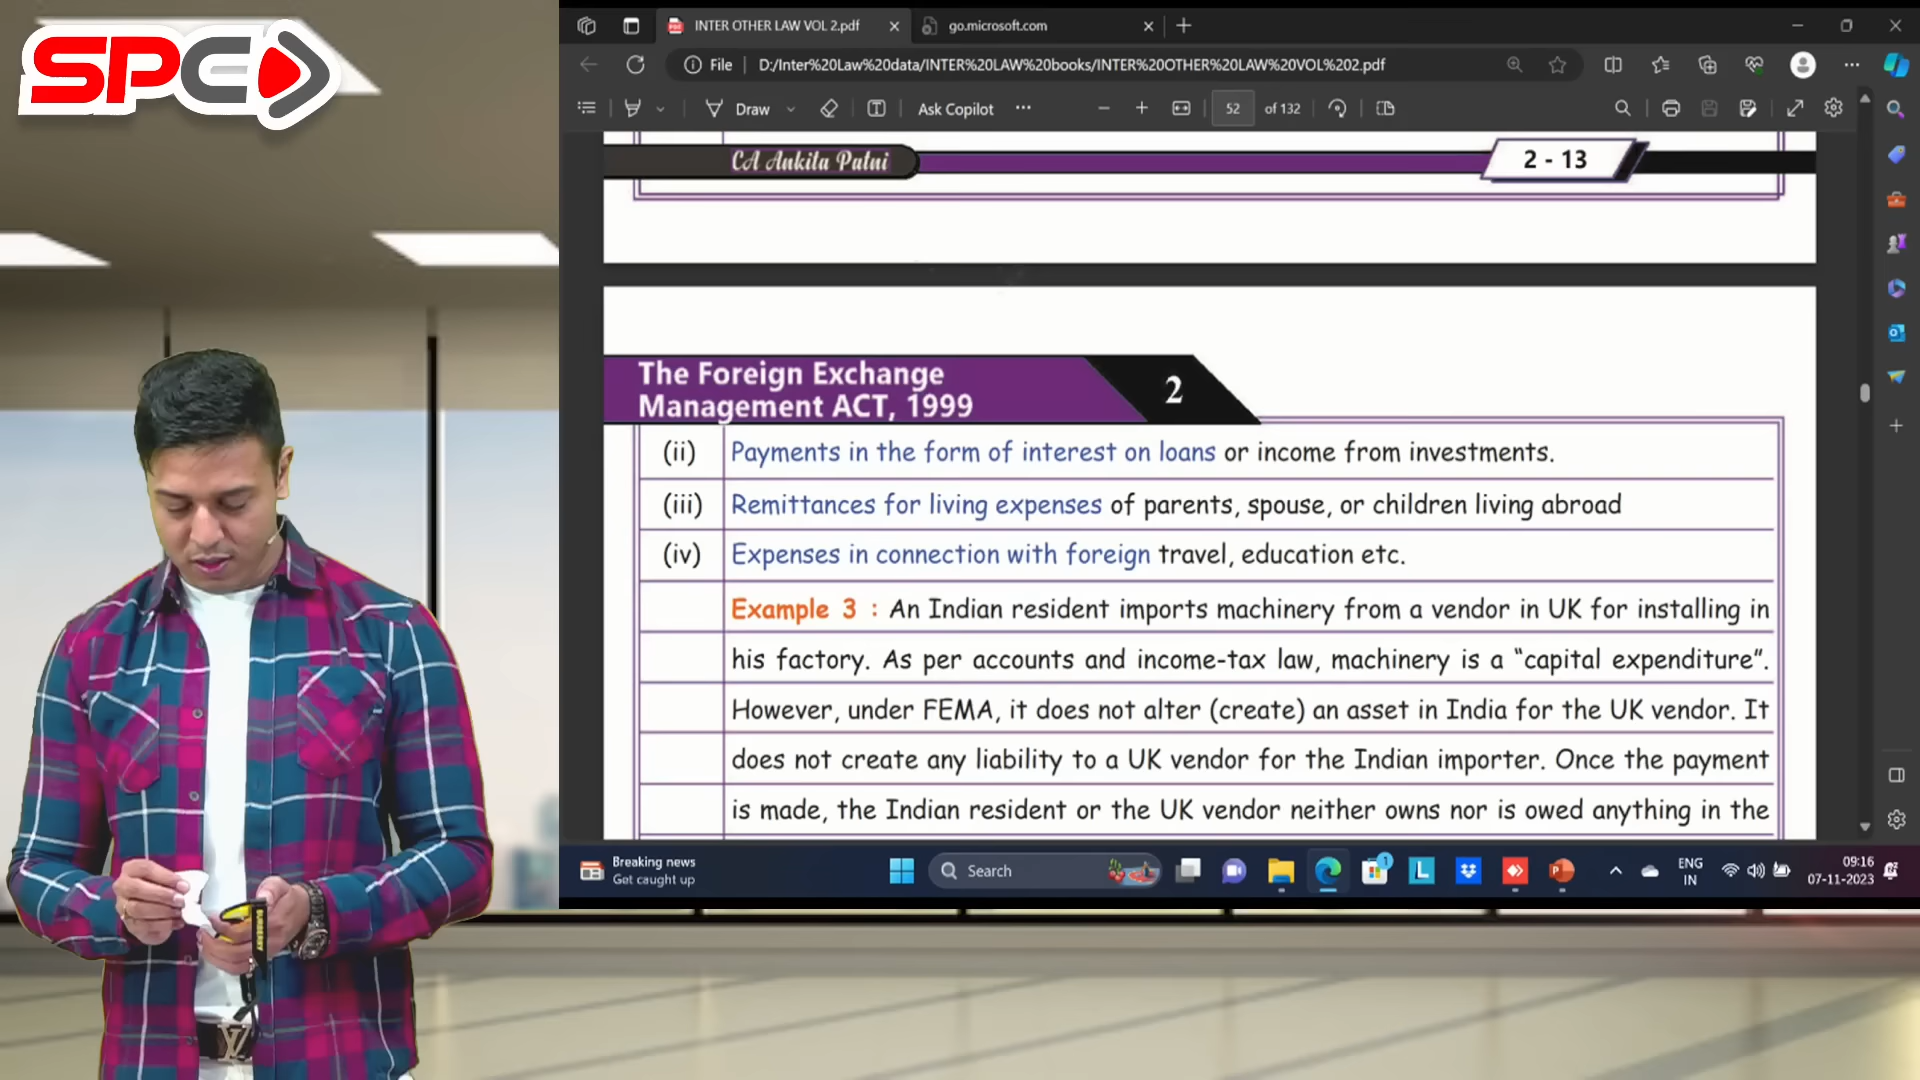 SPC
INTER OTHER LAW VOL 2.pdf
go.microsoft.com
File
D:/Inter%20Law%20data/INTER%20LAW%20books/INTER%20OTHER%20LAW%20VOL%202.pdf
Draw
Ask Copilot
52
of 132
CA Ankita Patni
2 - 13
The Foreign Exchange
Management ACT, 1999
2
(ii) Payments in the form of interest on loans or income from investments.
(iii) Remittances for living expenses of parents, spouse, or children living abroad
(iv) Expenses in connection with foreign travel, education etc.
Example 3 : An Indian resident imports machinery from a vendor in UK for installing in
his factory. As per accounts and income-tax law, machinery is a “capital expenditure”.
However, under FEMA, it does not alter (create) an asset in India for the UK vendor. It
does not create any liability to a UK vendor for the Indian importer. Once the payment
is made, the Indian resident or the UK vendor neither owns nor is owed anything in the
Breaking news
Get caught up
Search
1
L
ENG
IN
09:16
07-11-2023
BURBERRY